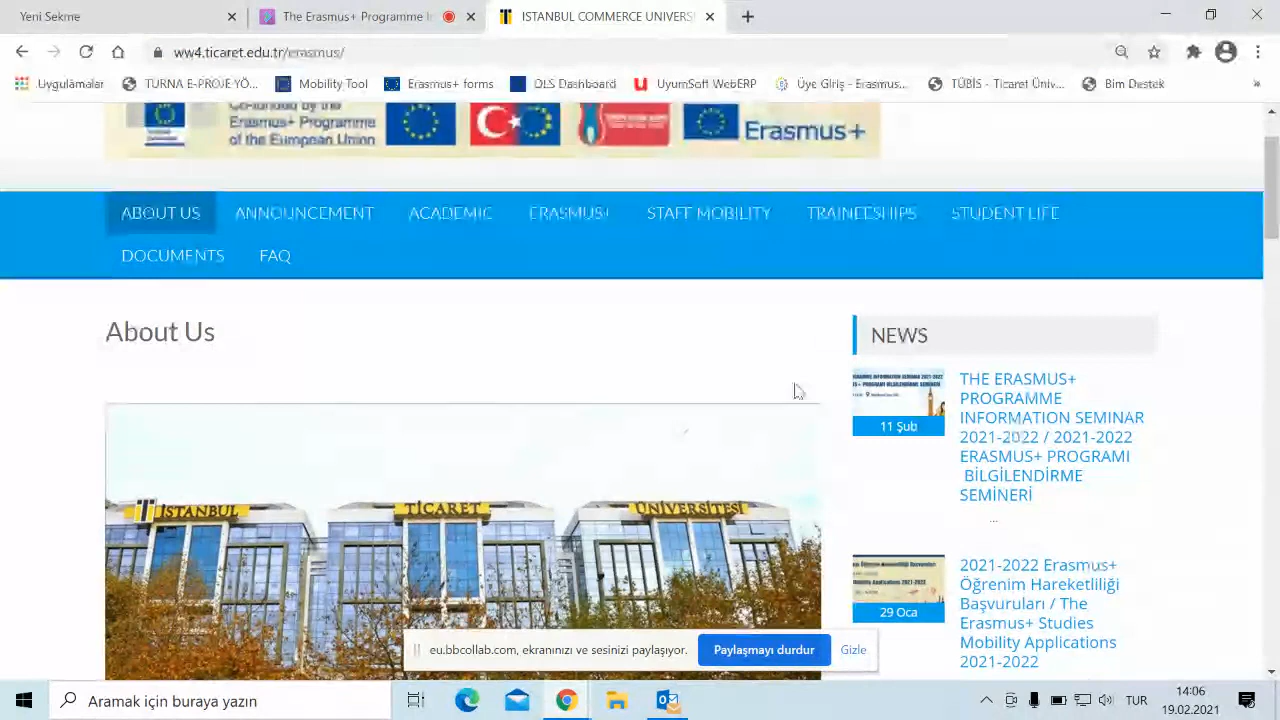 Inbox
The Erasmus+ Programme I
ISTANBUL COMMERCE UNIVERS
ww4.ticaret.edu.tr/erasmus/
Uygulamalar
TURNA E-PROJE-YÖ...
Mobility Tool
Erasmus+ forms
DLS Dashboard
UyumSoft WebERP
Üye Giriş - Erasmus...
TÜBİS - Ticaret Üniv...
Bim Destek
»
Co-funded by the
Erasmus+ Programme
of the European Union
Erasmus+
ABOUT US
ANNOUNCEMENT
ACADEMIC
ERASMUS+
STAFF MOBILITY
TRAINEESHIPS
STUDENT LIFE
DOCUMENTS
FAQ
About Us
İSTANBUL
TİCARET
ÜNİVERSİTESİ
NEWS
11 Şub
THE ERASMUS+
PROGRAMME
INFORMATION SEMINAR
2021-2022 / 2021-2022
ERASMUS+ PROGRAMI
BİLGİLENDİRME
SEMİNERİ
...
29 Oca
2021-2022 Erasmus+
Öğrenim Hareketliliği
Başvuruları / The
Erasmus+ Studies
Mobility Applications
2021-2022
eu.bbcollab.com, ekranınızı ve sesinizi paylaşıyor.
Paylaşmayı durdur
Gizle
Aramak için buraya yazın
TUR
14:06
19.02.2021